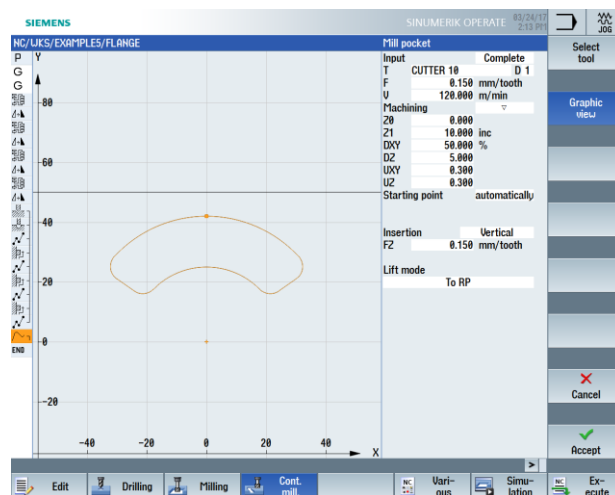 SIEMENS
SINUMERIK OPERATE 03/24/17 2:13 PM
JOG
NC/WKS/EXAMPLES/FLANGE
Mill pocket
Select tool
P
G
G
END
Y
80
60
40
20
0
-20
-40 -20 0 20 40 X
Input Complete
T CUTTER 10 D 1
F 0.150 mm/tooth
V 120.000 m/min
Machining ▽
Z0 0.000
Z1 10.000 inc
DXY 50.000 %
DZ 5.000
UXY 0.300
UZ 0.300
Starting point automatically
Insertion Vertical
FZ 0.150 mm/tooth
Lift mode
To RP
Graphic view
Cancel
Accept
>
Edit
Drilling
Milling
Cont. mill
NC Vari-ous
Simu-lation
NC Ex-ecute